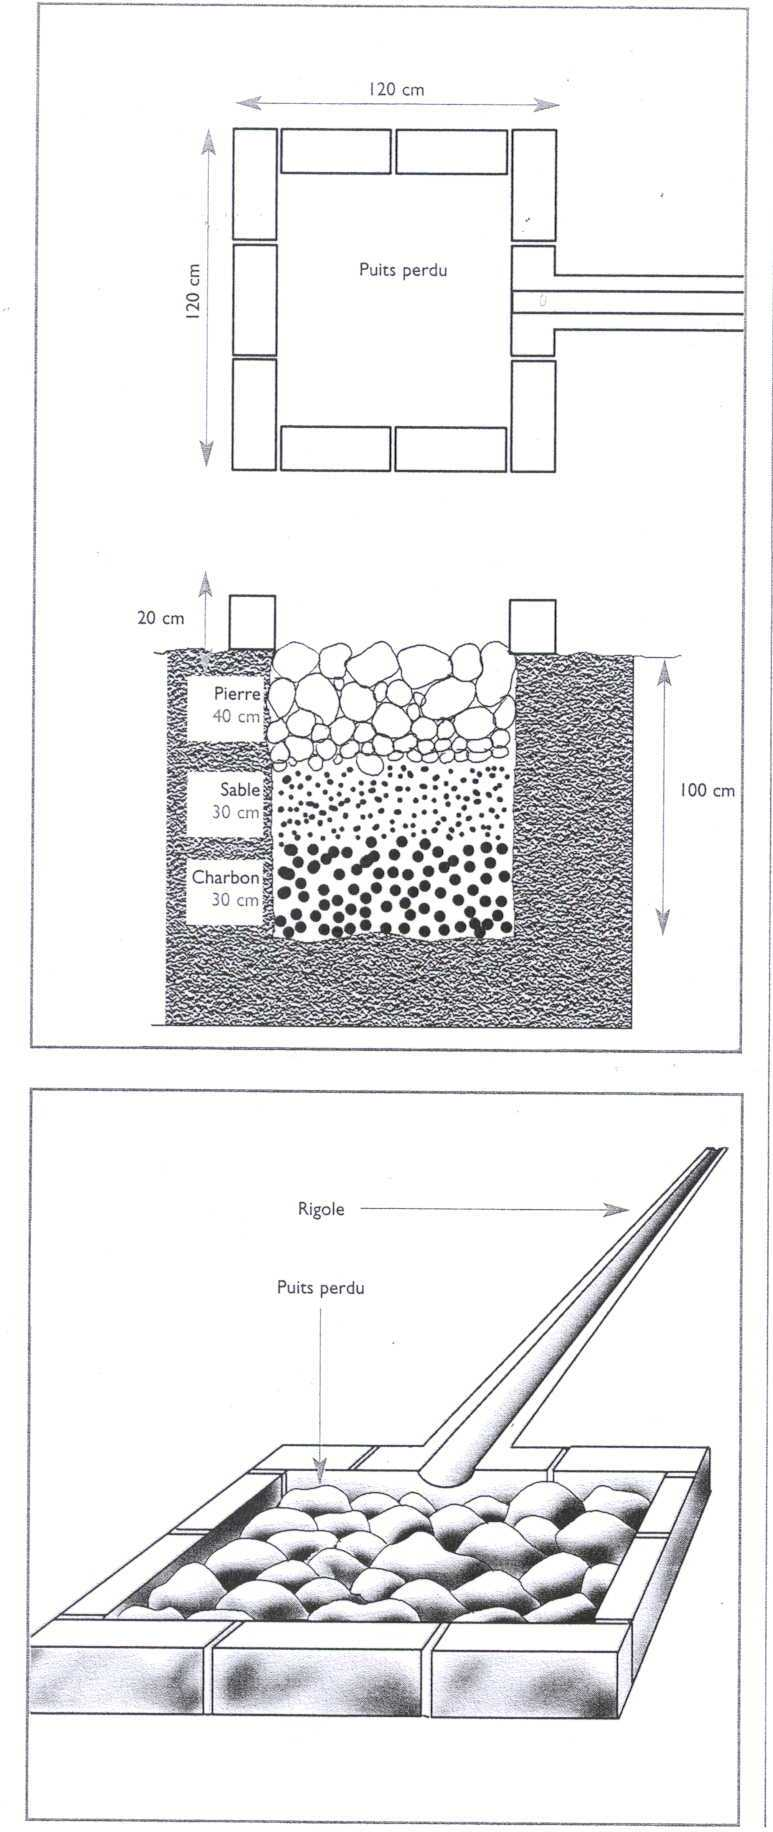 120 cm
120 cm
Puits perdu
20 cm
Pierre
40 cm
Sable
30 cm
100 cm
Charbon
30 cm
Rigole
Puits perdu